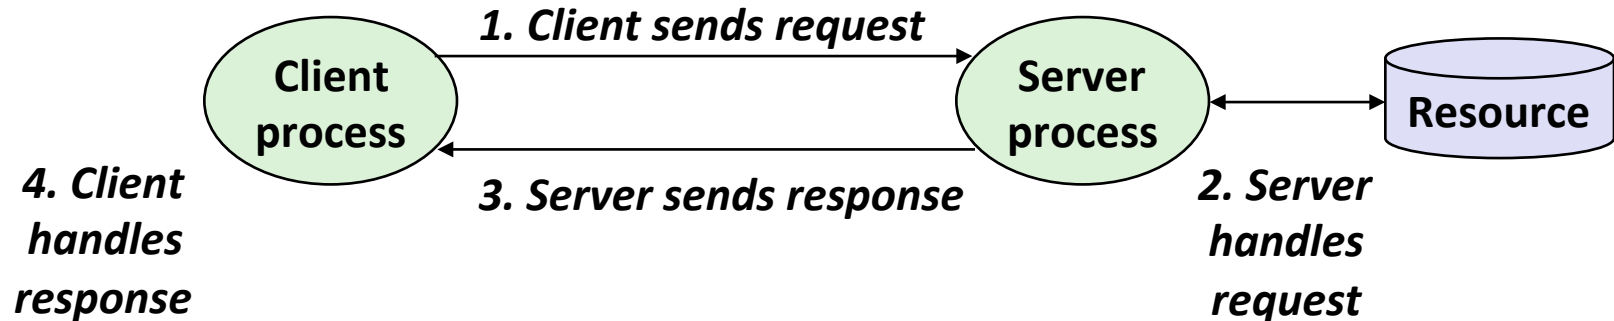 1. Client sends request
Client
process
Server
process
Resource
3. Server sends response
4. Client
handles
response
2. Server
handles
request